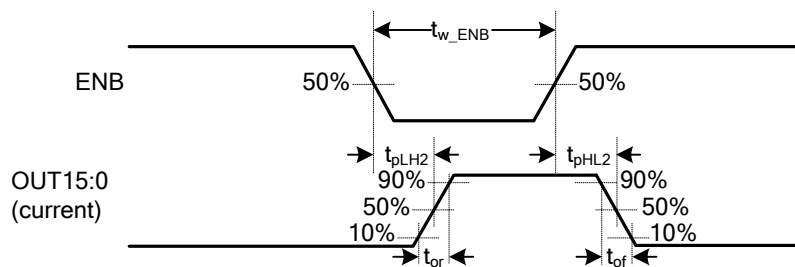 t_w_ENB
ENB
50%
50%
t_pLH2
t_pHL2
OUT15:0
(current)
90%
90%
50%
50%
10%
10%
t_or
t_of